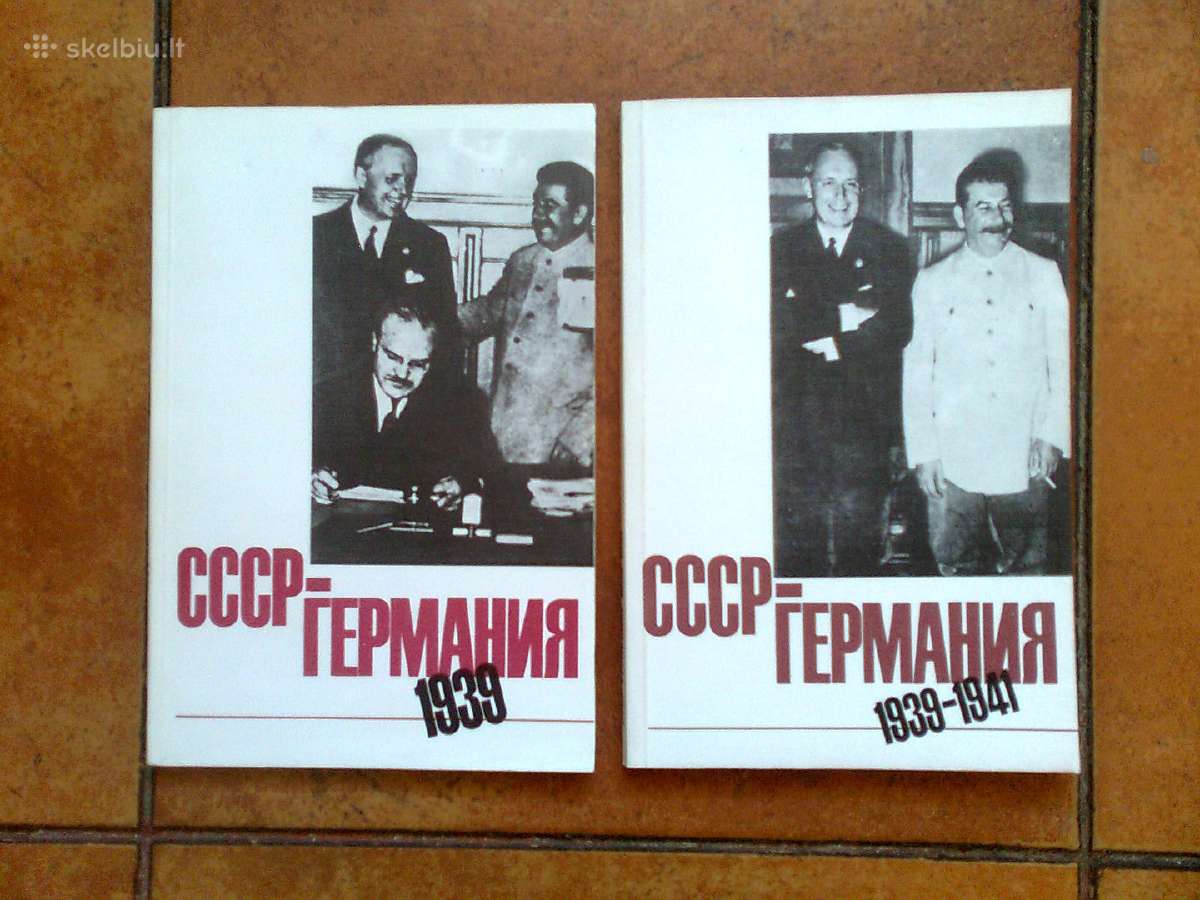 skelbiu.lt
СССР-
ГЕРМАНИЯ
1939
СССР-
ГЕРМАНИЯ
1939-1941